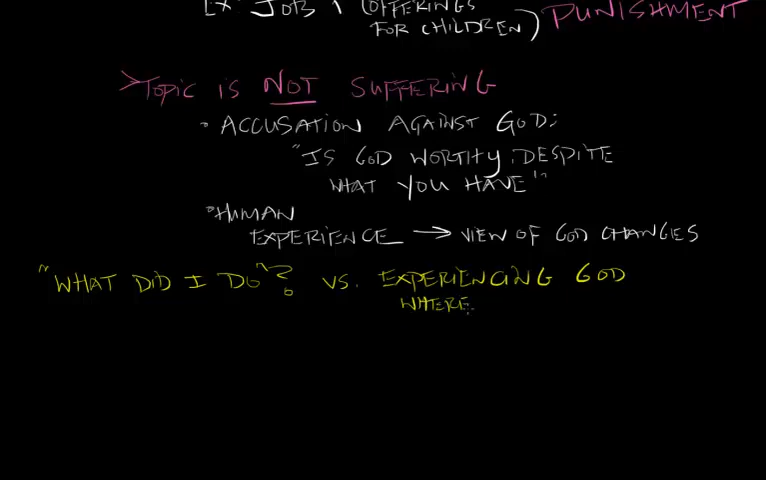 Ex: JOB ( OFFERINGS
FOR CHILDREN) PUNISHMENT
> TOPIC IS NOT SUFFERING
• ACCUSATION AGAINST GOD:
"IS GOD WORTHY DESPITE
WHAT YOU HAVE"
• HUMAN
EXPERIENCE → VIEW OF GOD CHANGES
"WHAT DID I DO"? VS. EXPERIENCING GOD
WHERE